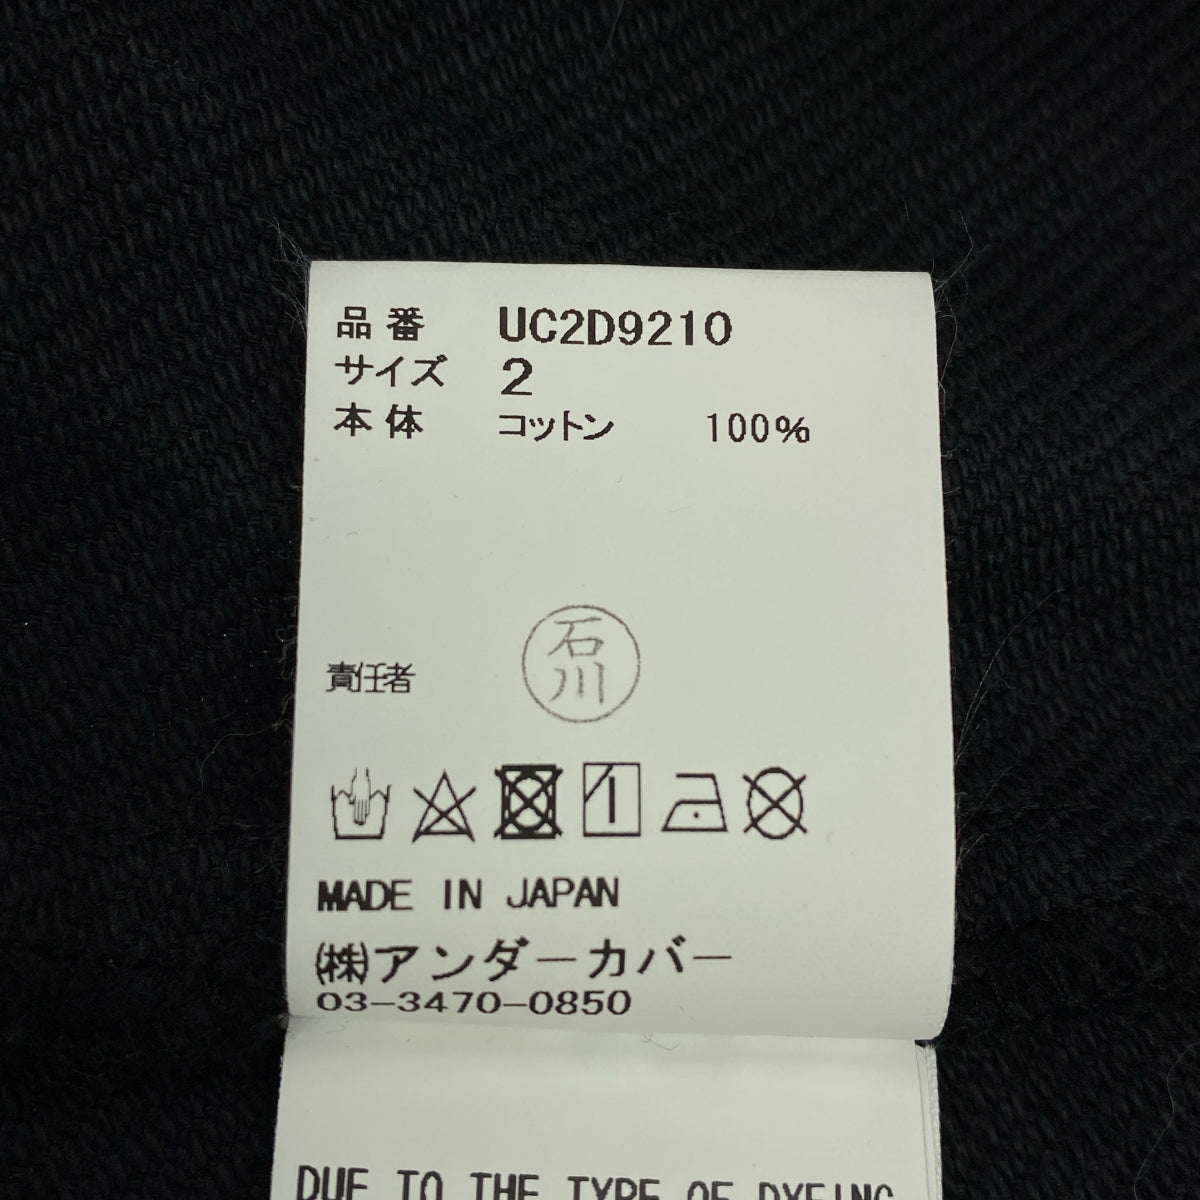 品番 UC2D9210
サイズ 2
本体 コットン 100%
責任者 石川
MADE IN JAPAN
㈱アンダーカバー
03-3470-0850
DUE TO THE TYPE OF DYEING